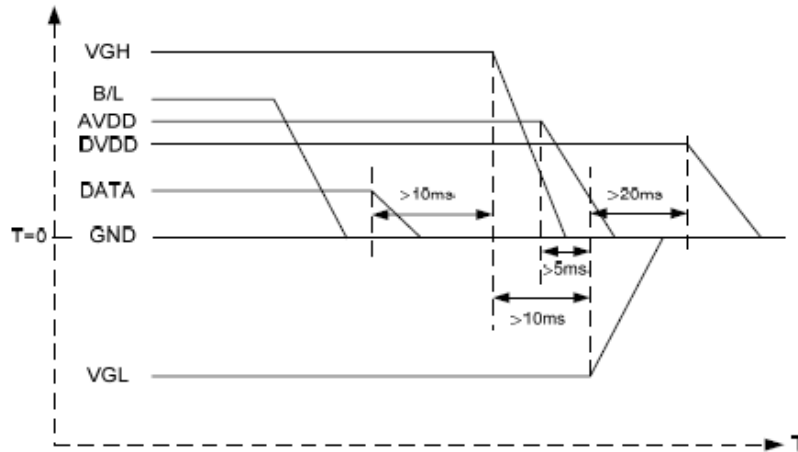 VGH
B/L
AVDD
DVDD
DATA
>10ms
>20ms
T=0
GND
>5ms
>10ms
VGL
T